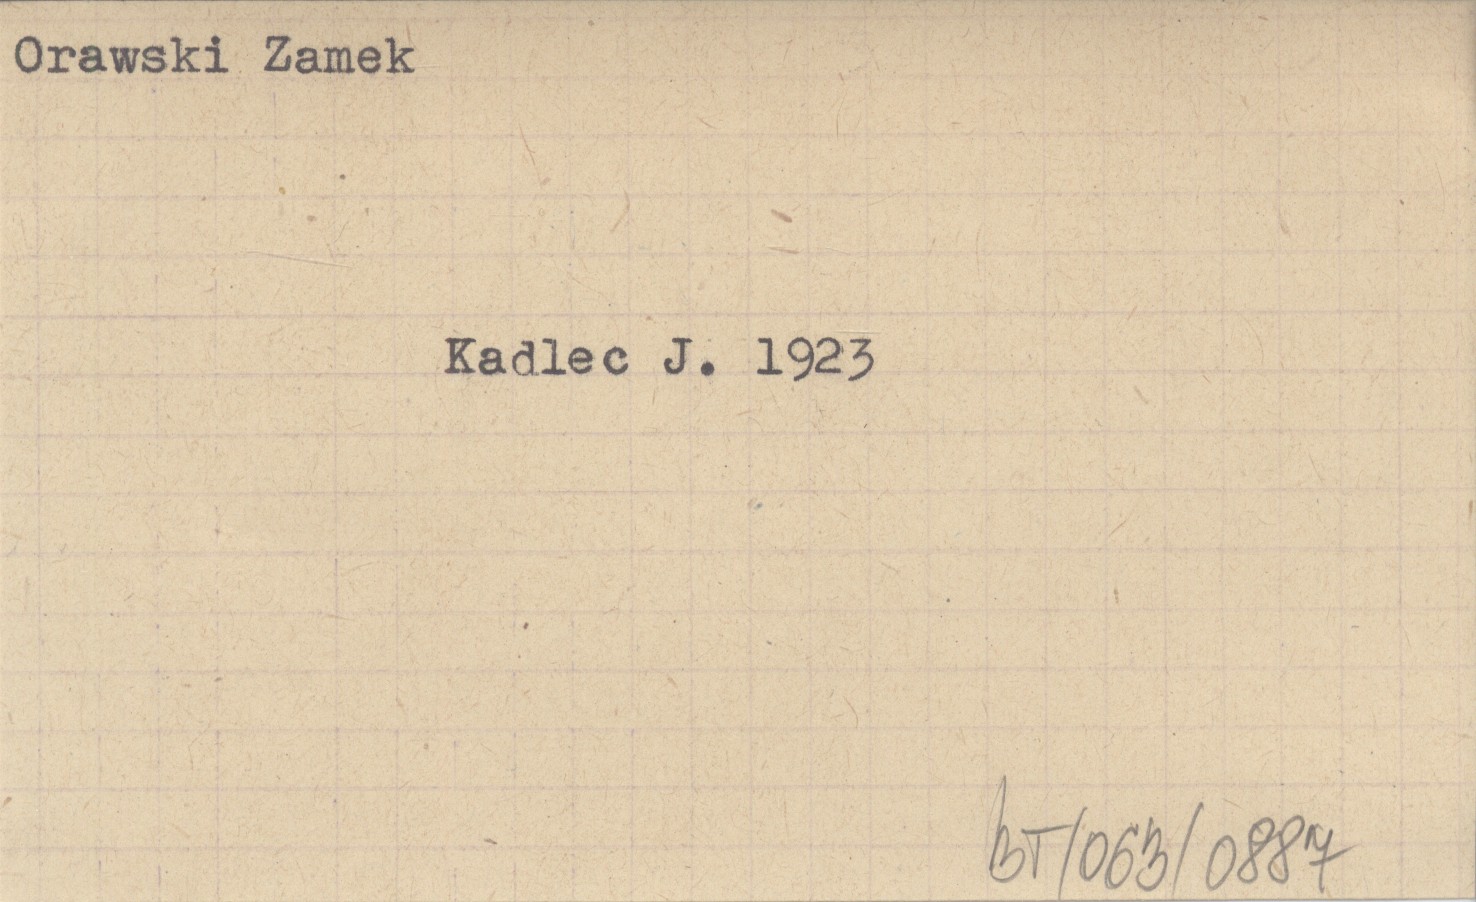 Orawski Zamek
Kadlec J. 1923
BT/063/0887